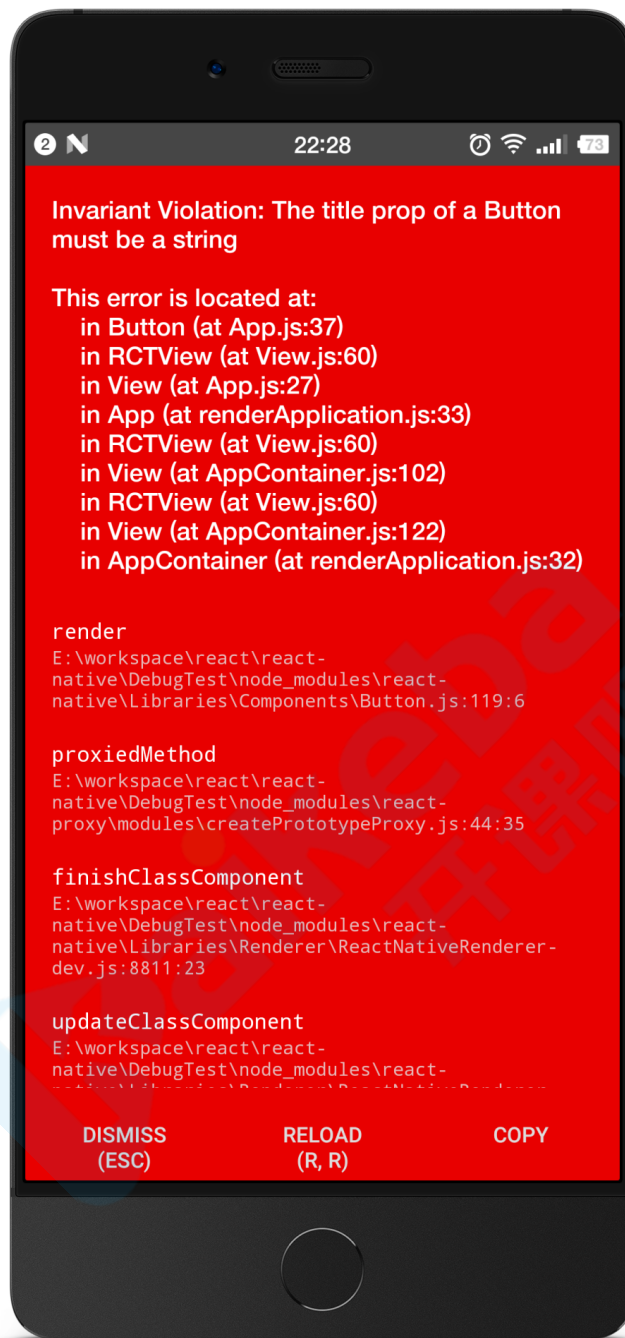 2 N 22:28 73
Invariant Violation: The title prop of a Button
must be a string
This error is located at:
in Button (at App.js:37)
in RCTView (at View.js:60)
in View (at App.js:27)
in App (at renderApplication.js:33)
in RCTView (at View.js:60)
in View (at AppContainer.js:102)
in RCTView (at View.js:60)
in View (at AppContainer.js:122)
in AppContainer (at renderApplication.js:32)
render
E:\workspace\react\react-
native\DebugTest\node_modules\react-
native\Libraries\Components\Button.js:119:6
proxiedMethod
E:\workspace\react\react-
native\DebugTest\node_modules\react-
proxy\modules\createPrototypeProxy.js:44:35
finishClassComponent
E:\workspace\react\react-
native\DebugTest\node_modules\react-
native\Libraries\Renderer\ReactNativeRenderer-
dev.js:8811:23
updateClassComponent
E:\workspace\react\react-
native\DebugTest\node_modules\react-
DISMISS RELOAD COPY
(ESC) (R, R)